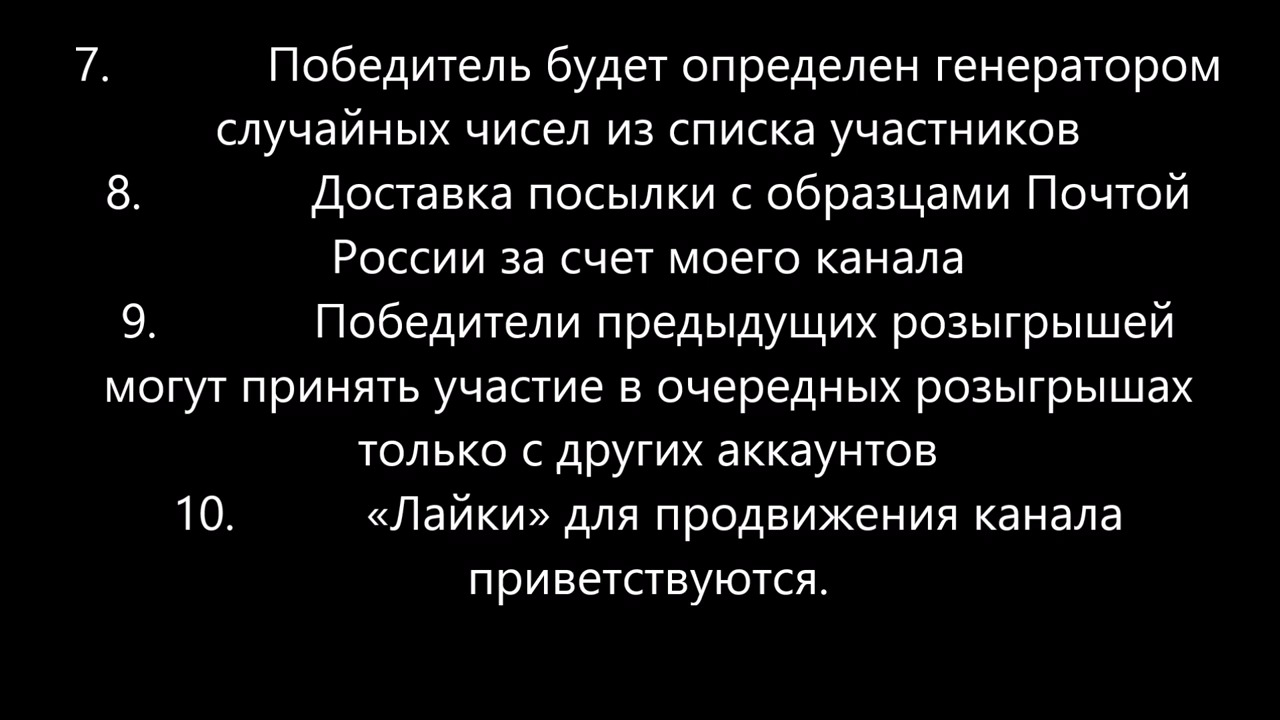 7. Победитель будет определен генератором
случайных чисел из списка участников
8. Доставка посылки с образцами Почтой
России за счет моего канала
9. Победители предыдущих розыгрышей
могут принять участие в очередных розыгрышах
только с других аккаунтов
10. «Лайки» для продвижения канала
приветствуются.